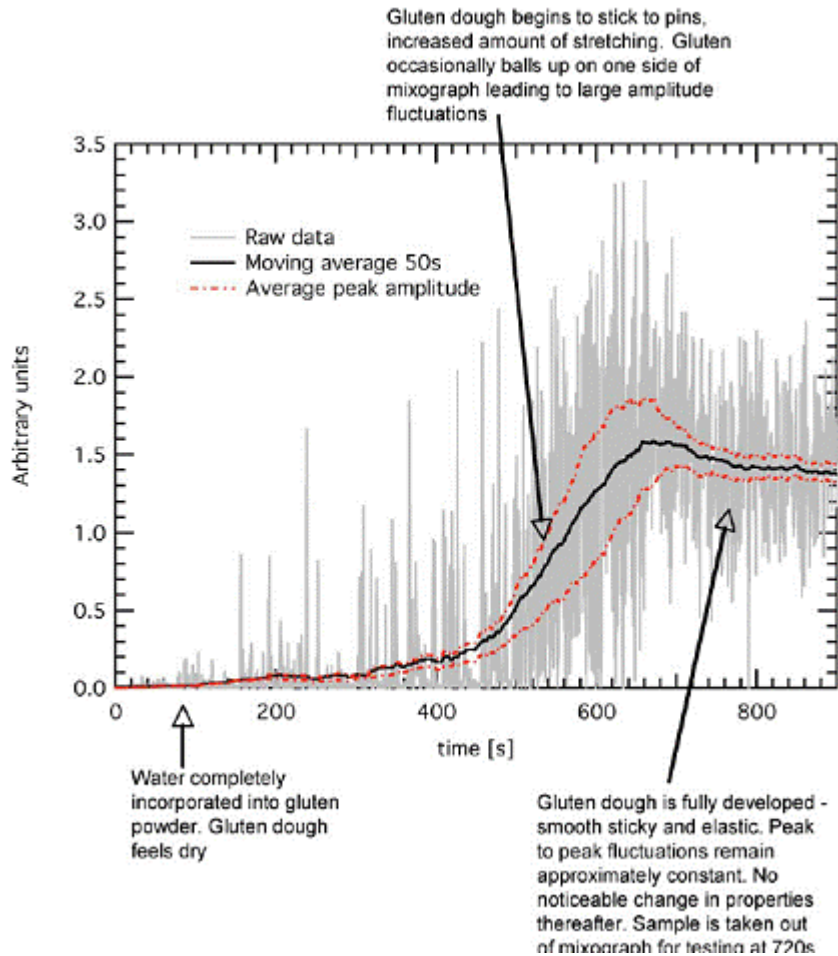 Gluten dough begins to stick to pins,
increased amount of stretching. Gluten
occasionally balls up on one side of
mixograph leading to large amplitude
fluctuations
3.5
3.0
2.5
2.0
1.5
1.0
0.5
0.0
Arbitrary units
Raw data
Moving average 50s
Average peak amplitude
0
200
400
600
800
time [s]
Water completely
incorporated into gluten
powder. Gluten dough
feels dry
Gluten dough is fully developed -
smooth sticky and elastic. Peak
to peak fluctuations remain
approximately constant. No
noticeable change in properties
thereafter. Sample is taken out
of mixograph for testing at 720s